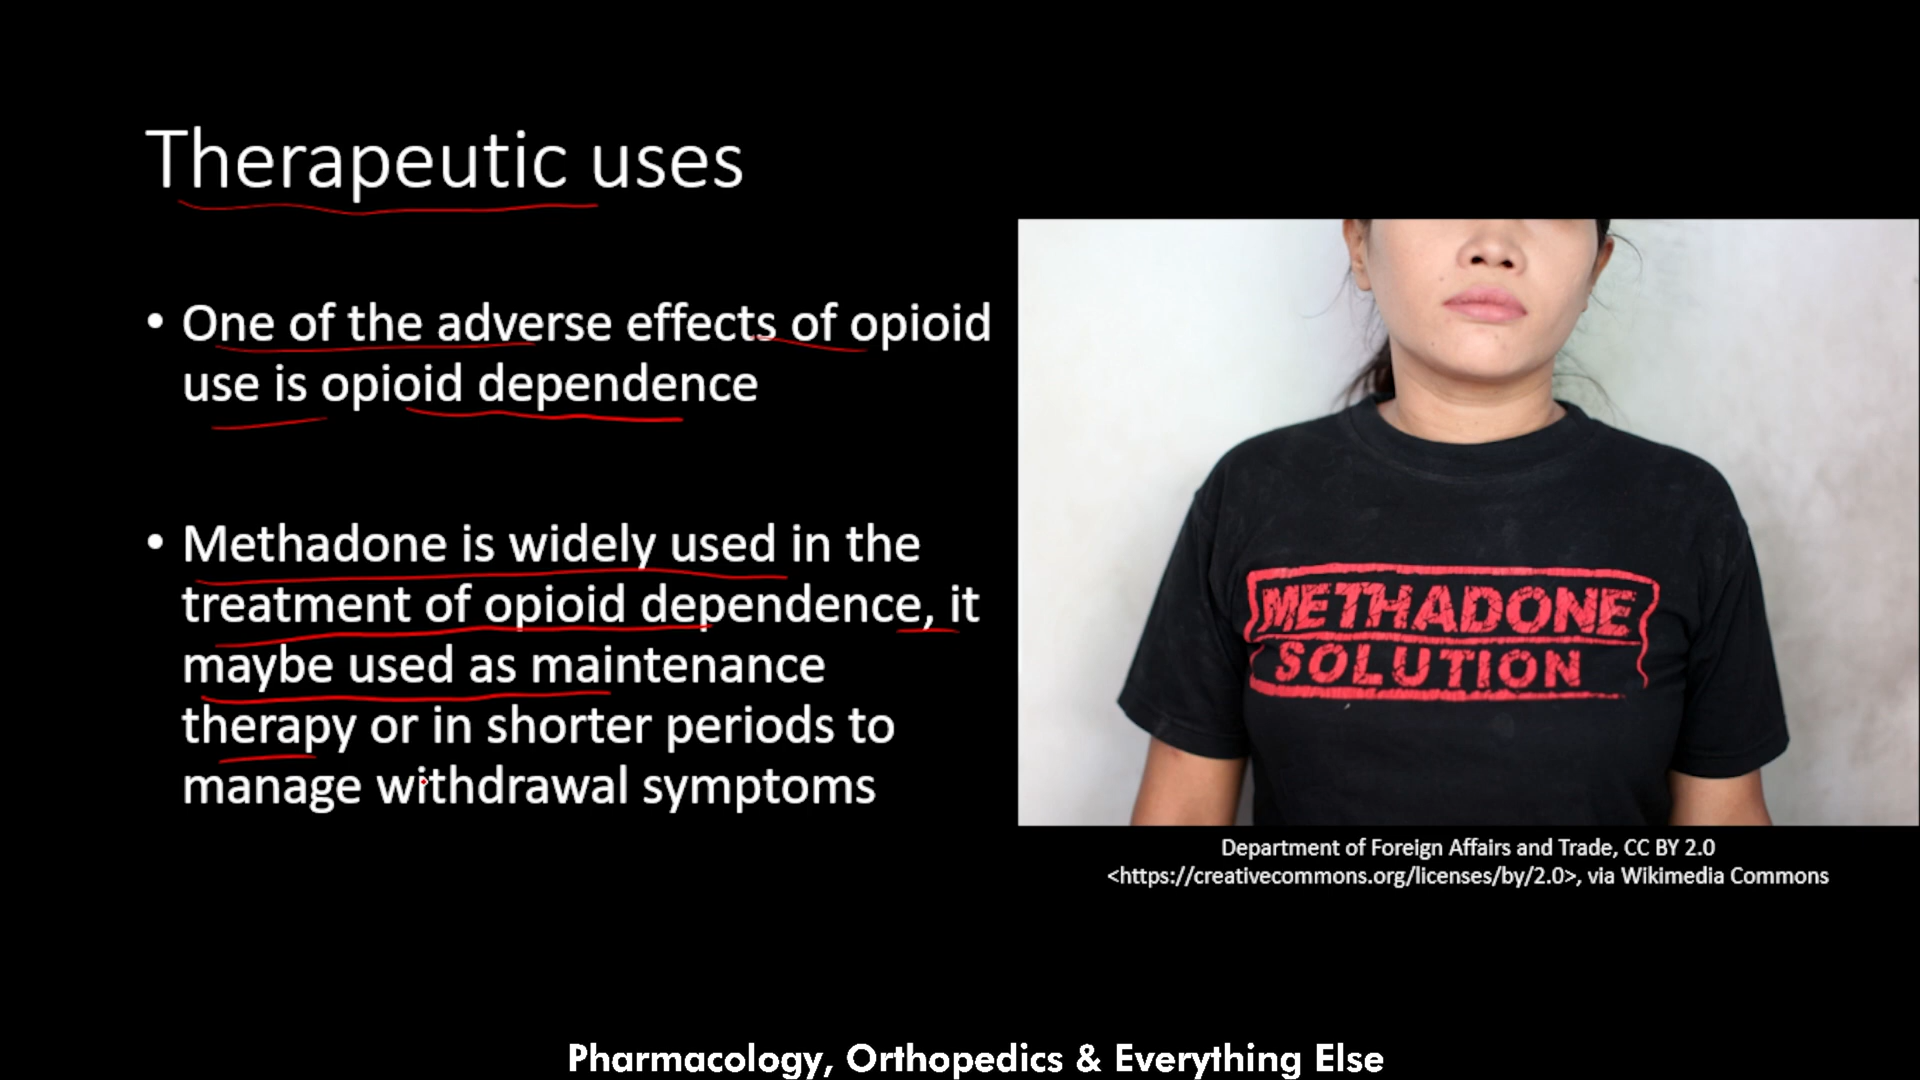 Therapeutic uses
• One of the adverse effects of opioid
use is opioid dependence
• Methadone is widely used in the
treatment of opioid dependence, it
maybe used as maintenance
therapy or in shorter periods to
manage withdrawal symptoms
METHADONE
SOLUTION
Department of Foreign Affairs and Trade, CC BY 2.0
<https://creativecommons.org/licenses/by/2.0>, via Wikimedia Commons
Pharmacology, Orthopedics & Everything Else